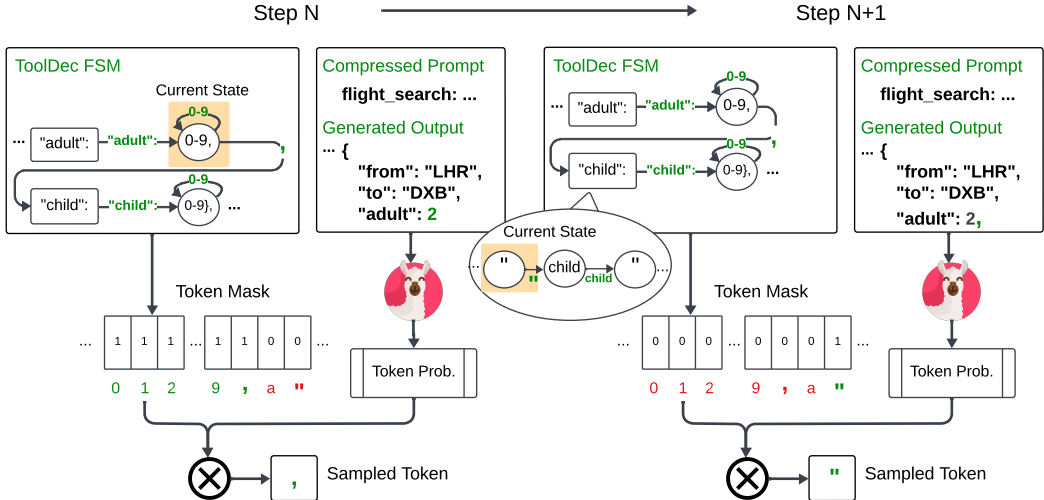 Step N
Step N+1
ToolDec FSM
Current State
0-9
... "adult": "adult": 0-9, ,
0-9
"child": "child": 0-9}, ...
Compressed Prompt
flight_search: ...
Generated Output
... {
"from": "LHR",
"to": "DXB",
"adult": 2
Token Mask
... 1 1 1 ... 1 1 0 0 ...
0 1 2 9 , a "
Token Prob.
, Sampled Token
ToolDec FSM
0-9
... "adult": "adult": 0-9,
,
0-9
"child": "child": 0-9}, ...
Current State
... " " child child " ...
Compressed Prompt
flight_search: ...
Generated Output
... {
"from": "LHR",
"to": "DXB",
"adult": 2,
Token Mask
... 0 0 0 ... 0 0 0 1 ...
0 1 2 9 , a "
Token Prob.
" Sampled Token